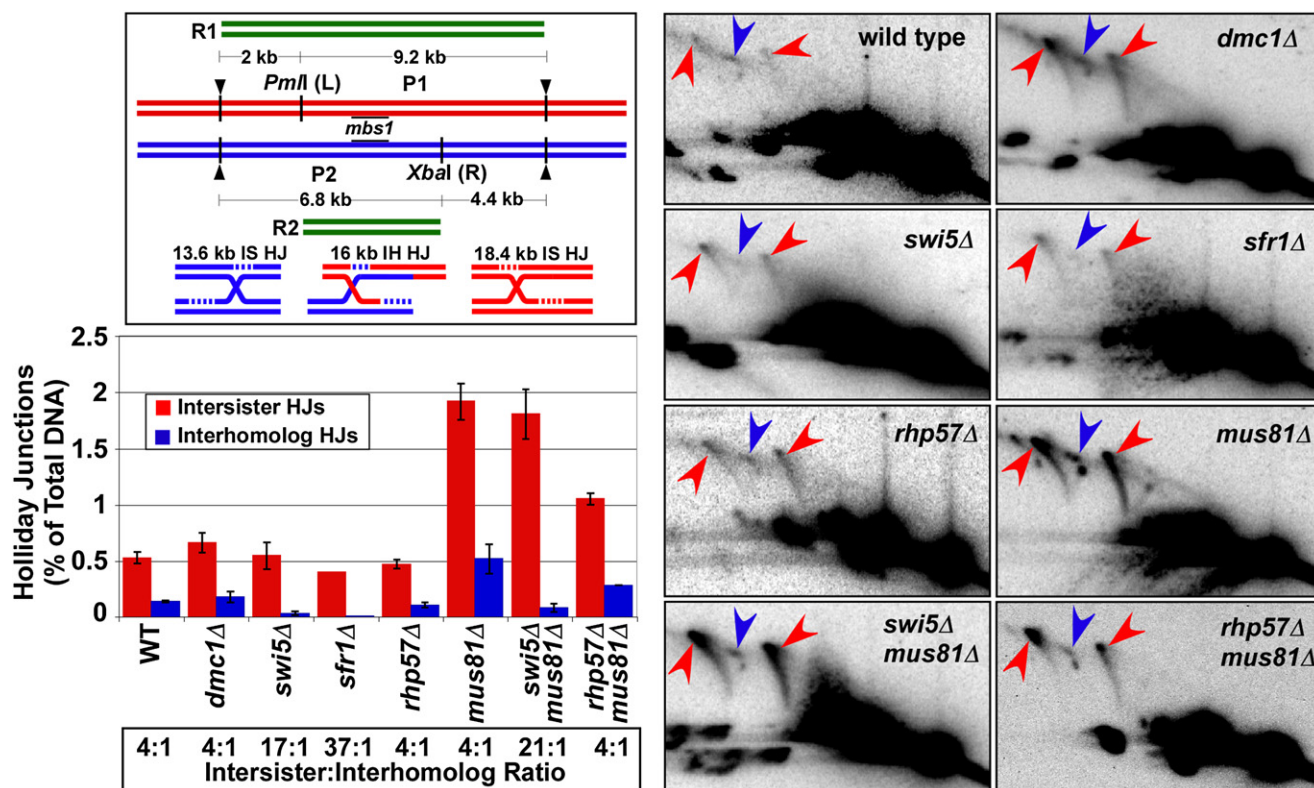 R1
2 kb 9.2 kb
PmlI (L) P1
mbs1
P2 XbaI (R)
6.8 kb 4.4 kb
R2
13.6 kb IS HJ 16 kb IH HJ 18.4 kb IS HJ
Holliday Junctions
(% of Total DNA)
2.5
2
1.5
1
0.5
0
Intersister HJs
Interhomolog HJs
WT
dmc1Δ
swi5Δ
sfr1Δ
rhp57Δ
mus81Δ
swi5Δ
mus81Δ
rhp57Δ
mus81Δ
4:1 4:1 17:1 37:1 4:1 4:1 21:1 4:1
Intersister:Interhomolog Ratio
wild type
dmc1Δ
swi5Δ
sfr1Δ
rhp57Δ
mus81Δ
swi5Δ
mus81Δ
rhp57Δ
mus81Δ